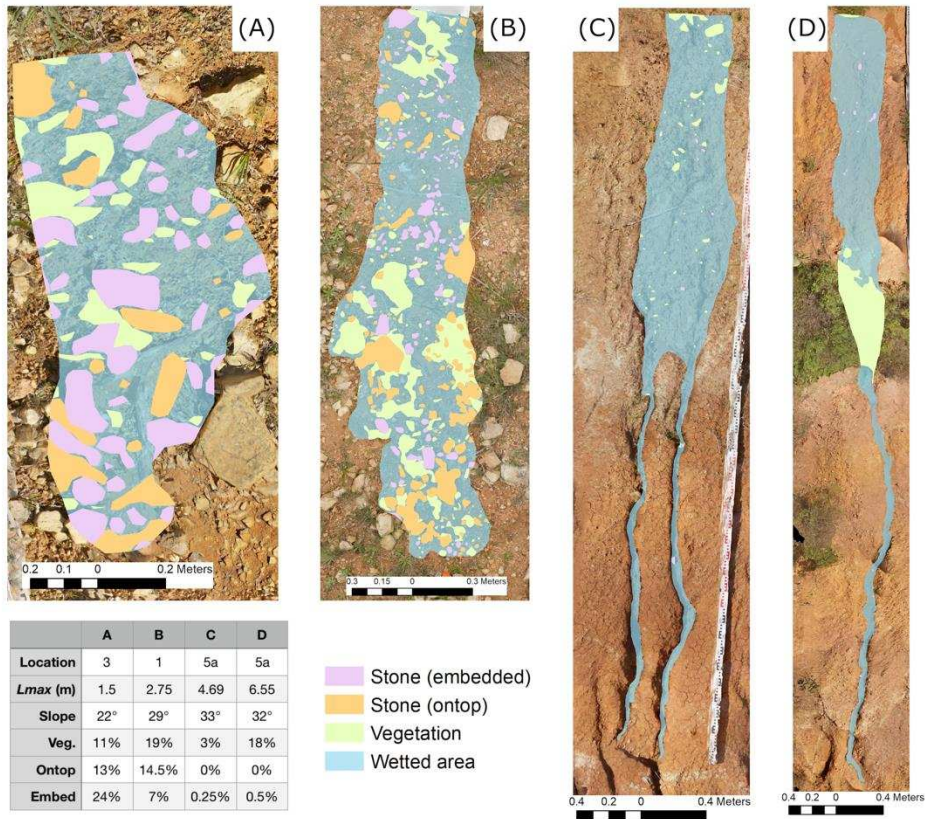 (A)
(B)
(C)
(D)
0.2 0.1 0 0.2 Meters
0.3 0.15 0 0.3 Meters
0.4 0.2 0 0.4 Meters
0.4 0.2 0 0.4 Meters
A B C D
Location 3 1 5a 5a
Lmax (m) 1.5 2.75 4.69 6.55
Slope 22° 29° 33° 32°
Veg. 11% 19% 3% 18%
Ontop 13% 14.5% 0% 0%
Embed 24% 7% 0.25% 0.5%
Stone (embedded)
Stone (ontop)
Vegetation
Wetted area